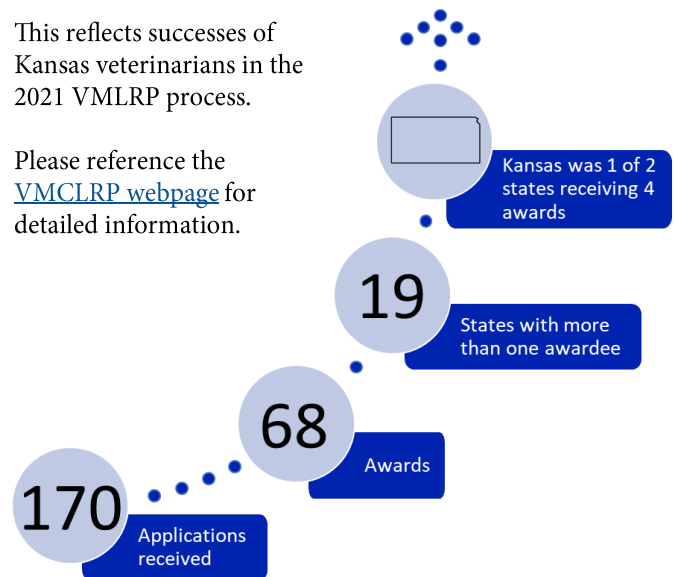 This reflects successes of
Kansas veterinarians in the
2021 VMLRP process.
Please reference the
VMCLRP webpage for
detailed information.
Kansas was 1 of 2
states receiving 4
awards
19
States with more
than one awardee
68
Awards
170
Applications
received